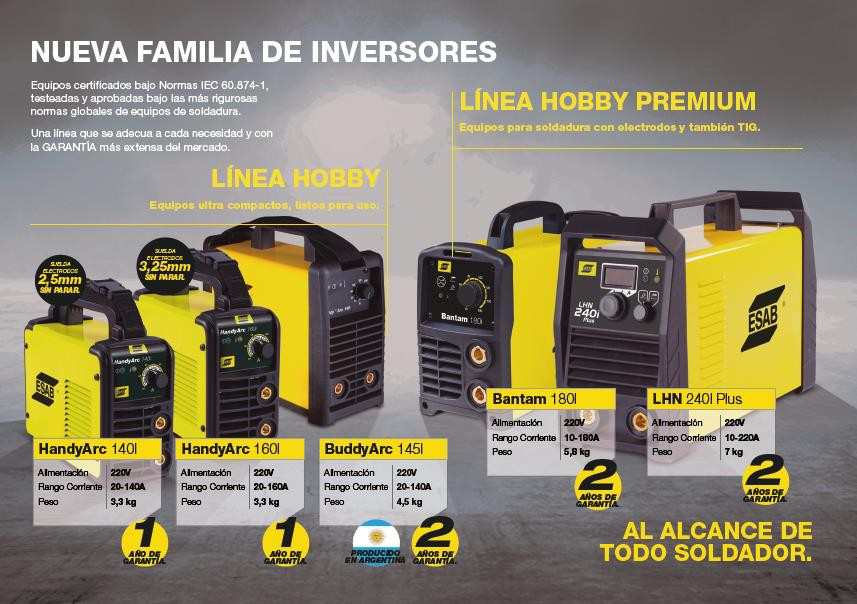 NUEVA FAMILIA DE INVERSORES
Equipos certificados bajo Normas IEC 60.874-1,
testeadas y aprobadas bajo las más rigurosas
normas globales de equipos de soldadura.
Una línea que se adecua a cada necesidad y con
la GARANTÍA más extensa del mercado.
LÍNEA HOBBY
Equipos ultra compactos, listos para uso.
LÍNEA HOBBY PREMIUM
Equipos para soldadura con electrodos y también TIG.
SUELDA
ELECTRODOS
2,5mm
SIN PARAR.
SUELDA
ELECTRODOS
3,25mm
SIN PARAR.
ESAB
HandyArc 140i
HandyArc 160i
Bantam 180i
LHN
240i
Plus
ESAB
HandyArc 140I
Alimentación 220V
Rango Corriente 20-140A
Peso 3,3 kg
1
AÑO DE
GARANTÍA.
HandyArc 160I
Alimentación 220V
Rango Corriente 20-160A
Peso 3,3 kg
1
AÑO DE
GARANTÍA.
BuddyArc 145I
Alimentación 220V
Rango Corriente 20-140A
Peso 4,5 kg
PRODUCIDO
EN ARGENTINA
2
AÑOS DE
GARANTÍA.
Bantam 180I
Alimentación 220V
Rango Corriente 10-180A
Peso 5,8 kg
2
AÑOS DE
GARANTÍA.
LHN 240I Plus
Alimentación 220V
Rango Corriente 10-220A
Peso 7 kg
2
AÑOS DE
GARANTÍA.
AL ALCANCE DE
TODO SOLDADOR.